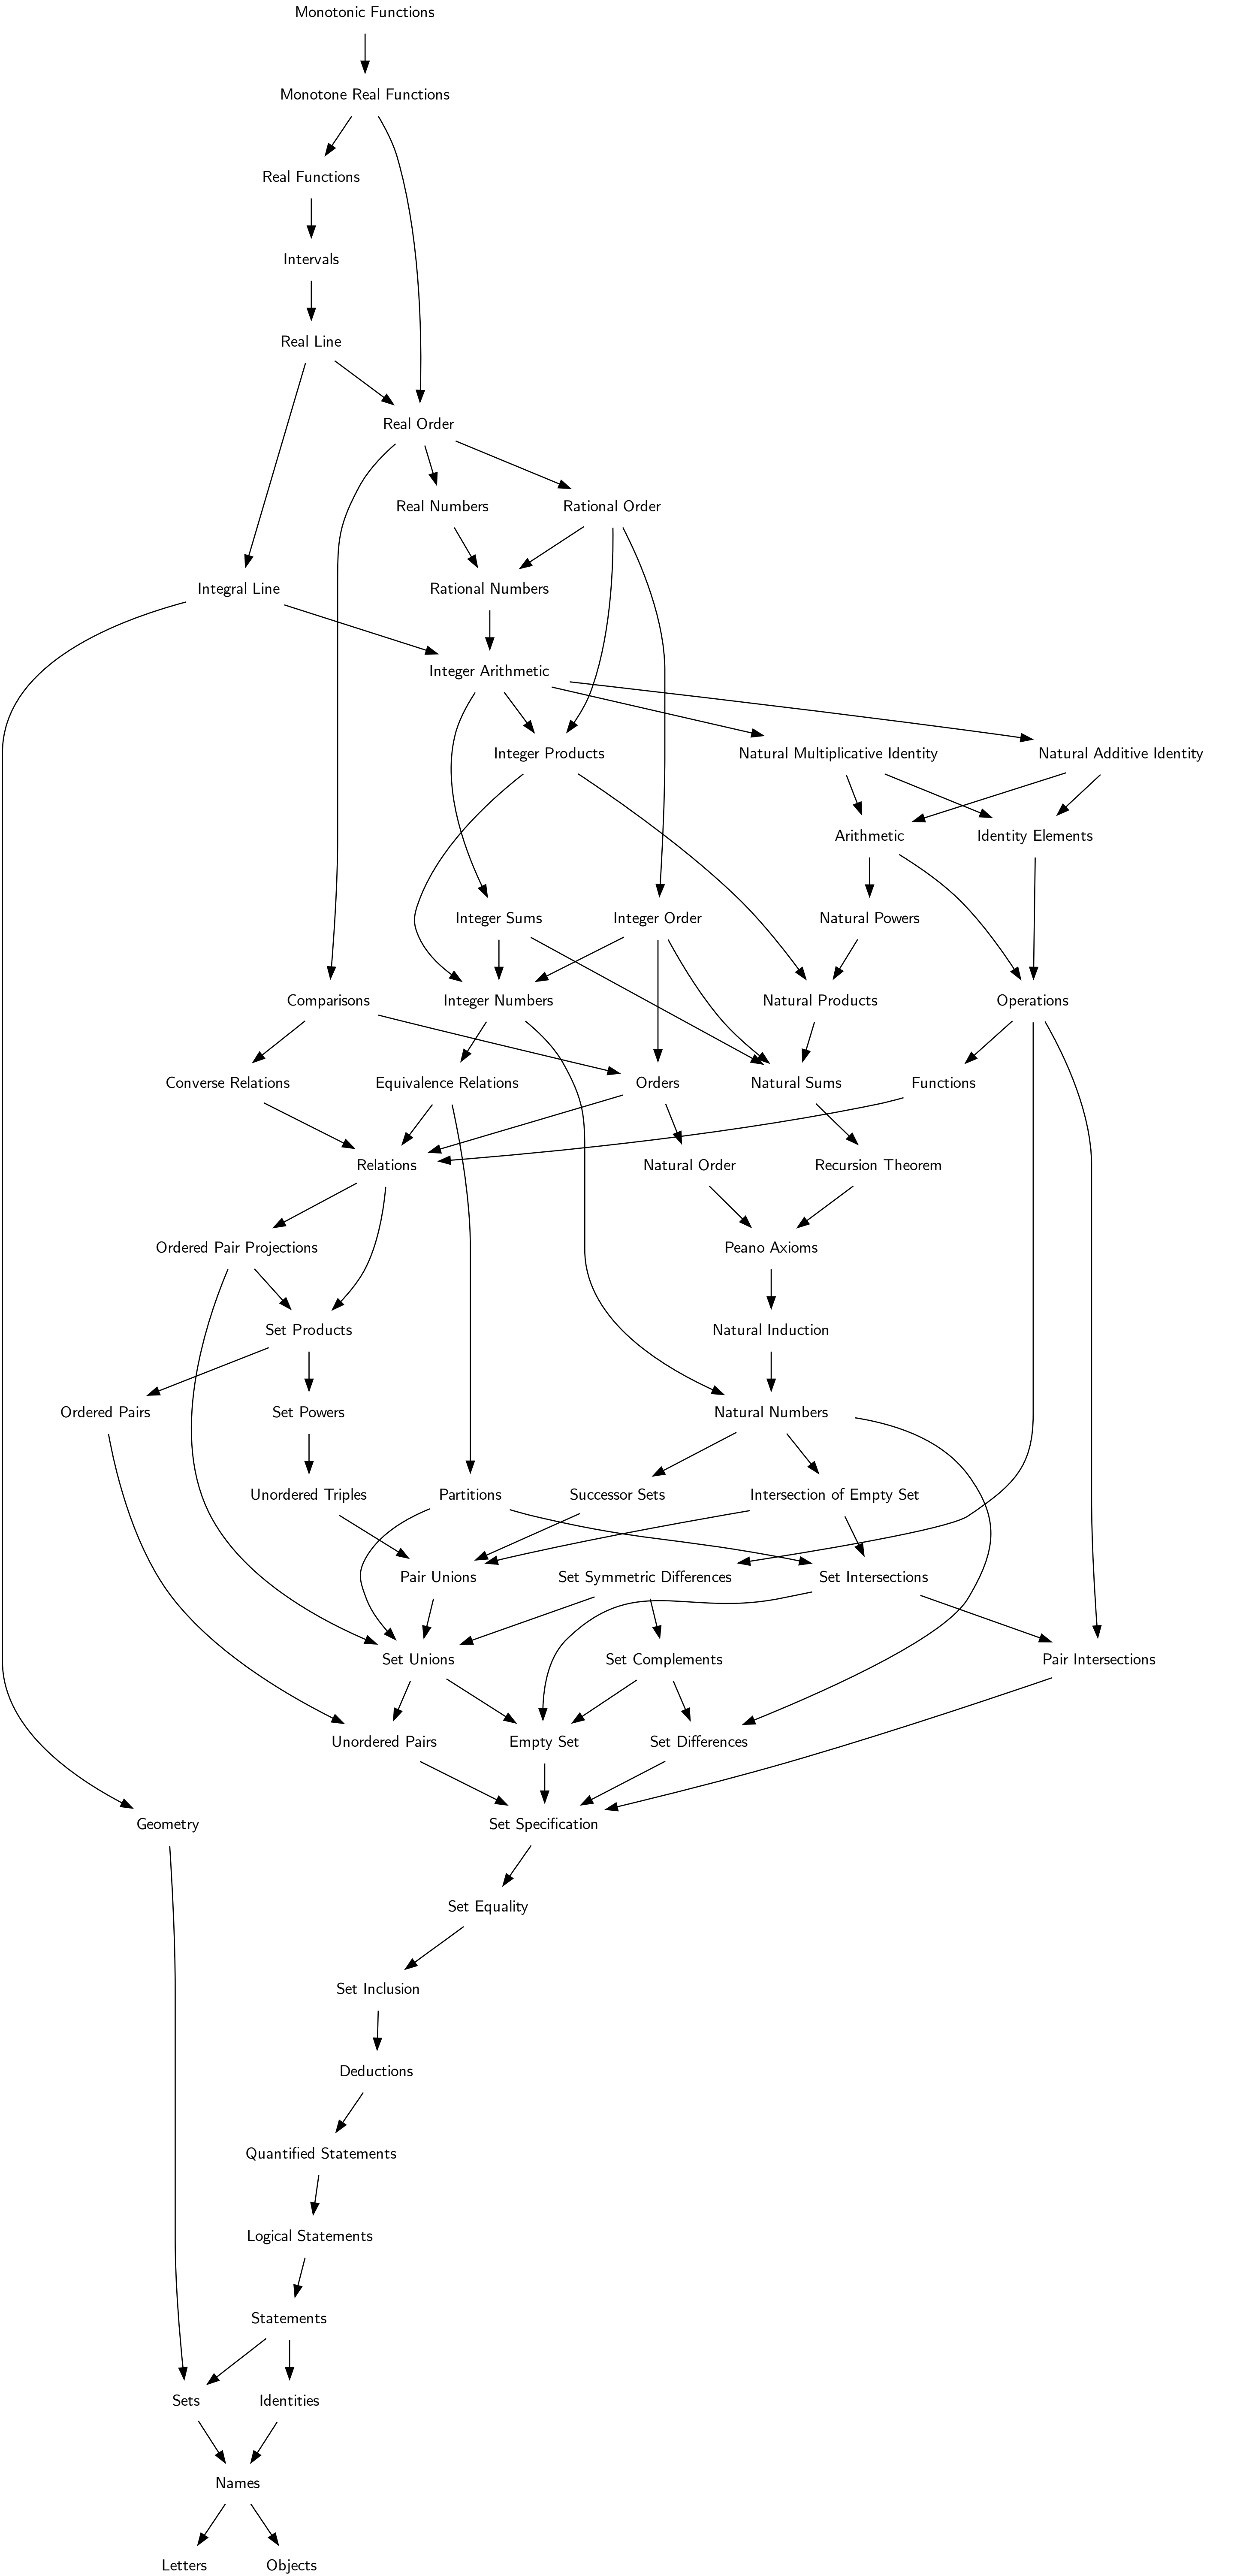 Monotonic Functions
Monotone Real Functions
Real Functions
Intervals
Real Line
Real Order
Real Numbers
Rational Order
Integral Line
Rational Numbers
Integer Arithmetic
Integer Products
Natural Multiplicative Identity
Natural Additive Identity
Arithmetic
Identity Elements
Integer Sums
Integer Order
Natural Powers
Comparisons
Integer Numbers
Natural Products
Operations
Converse Relations
Equivalence Relations
Orders
Natural Sums
Functions
Relations
Natural Order
Recursion Theorem
Ordered Pair Projections
Peano Axioms
Set Products
Natural Induction
Ordered Pairs
Set Powers
Natural Numbers
Unordered Triples
Partitions
Successor Sets
Intersection of Empty Set
Pair Unions
Set Symmetric Differences
Set Intersections
Set Unions
Set Complements
Pair Intersections
Unordered Pairs
Empty Set
Set Differences
Geometry
Set Specification
Set Equality
Set Inclusion
Deductions
Quantified Statements
Logical Statements
Statements
Sets
Identities
Names
Letters
Objects